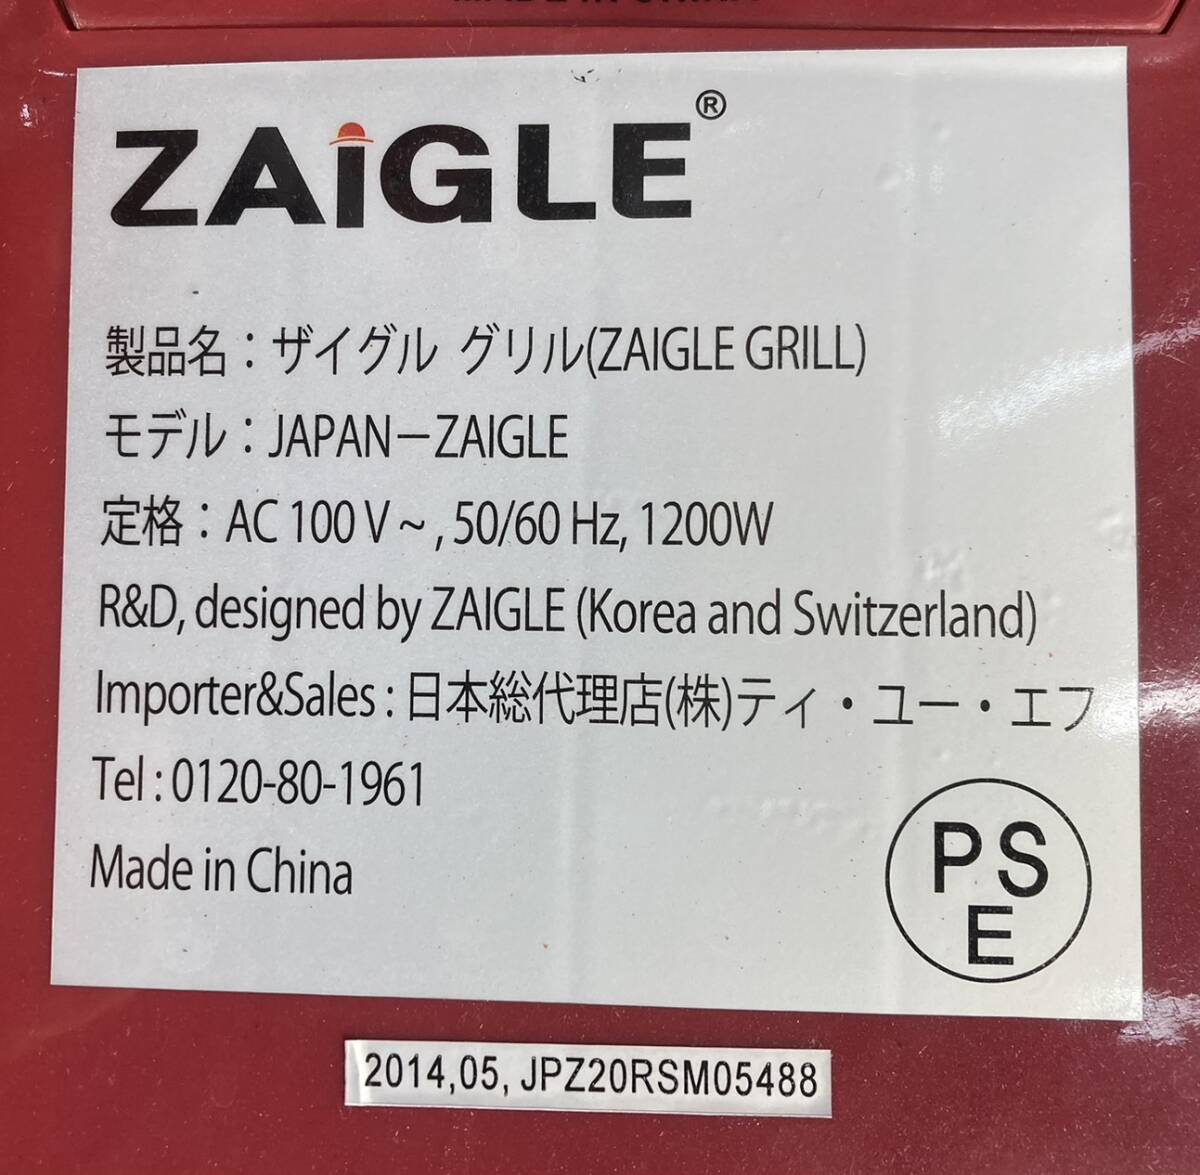 MADE IN CHINA
ZAiGLE®
製品名：ザイグル グリル(ZAIGLE GRILL)
モデル：JAPAN－ZAIGLE
定格：AC 100 V ~ , 50/60 Hz, 1200W
R&D, designed by ZAIGLE (Korea and Switzerland)
Importer&Sales : 日本総代理店(株)ティ・ユー・エフ
Tel : 0120-80-1961
Made in China
PS
E
2014,05, JPZ20RSM05488